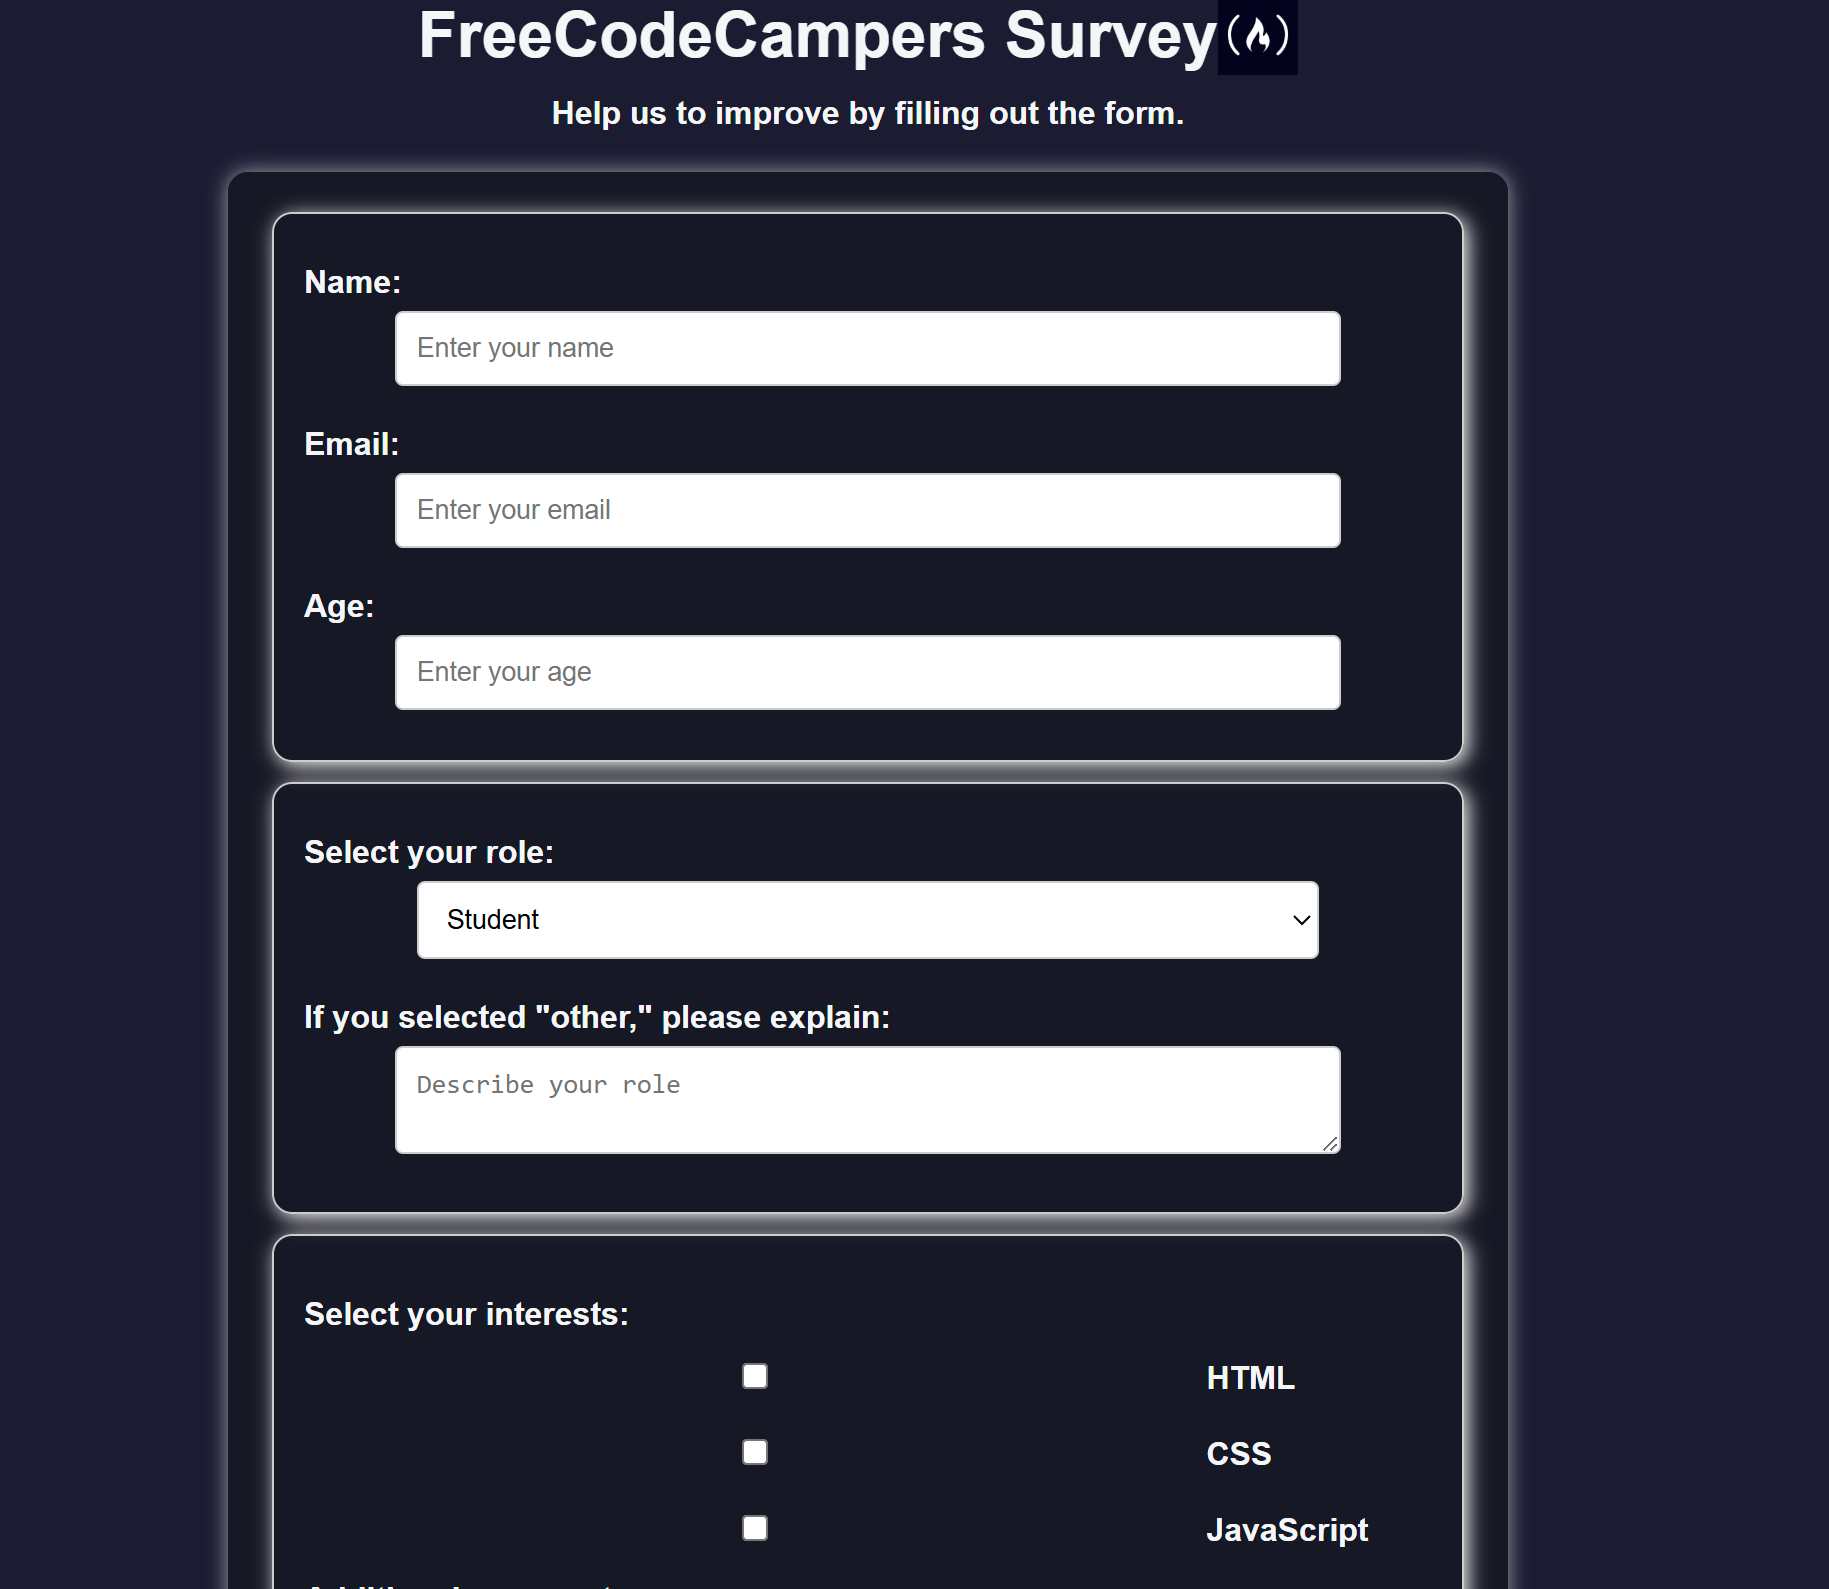 FreeCodeCampers Survey
Help us to improve by filling out the form.
Name:
Enter your name
Email:
Enter your email
Age:
Enter your age
Select your role:
Student
If you selected "other," please explain:
Describe your role
Select your interests:
HTML
CSS
JavaScript